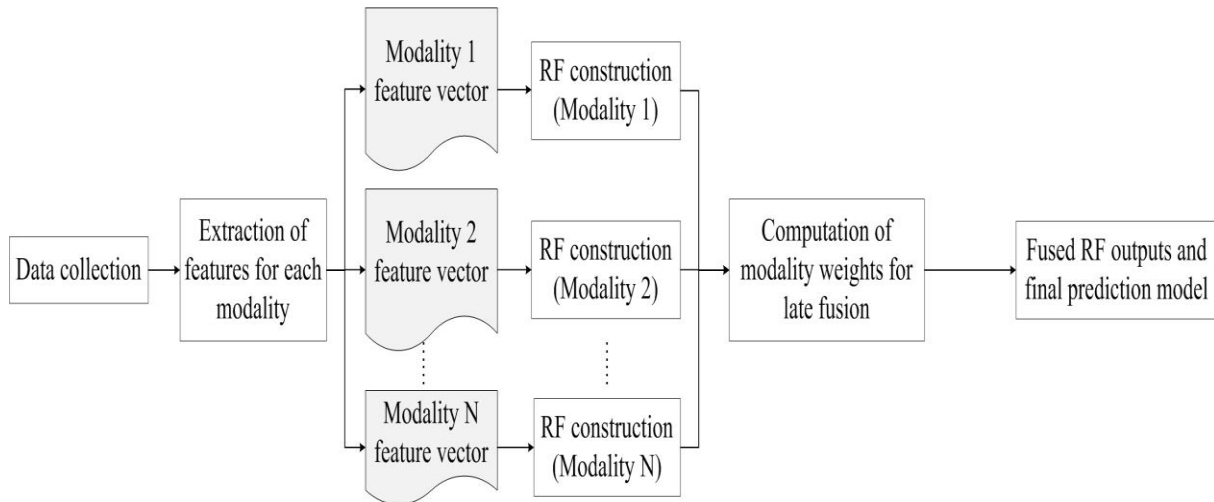 Data collection
Extraction of
features for each
modality
Modality 1
feature vector
RF construction
(Modality 1)
Modality 2
feature vector
RF construction
(Modality 2)
Modality N
feature vector
RF construction
(Modality N)
Computation of
modality weights for
late fusion
Fused RF outputs and
final prediction model